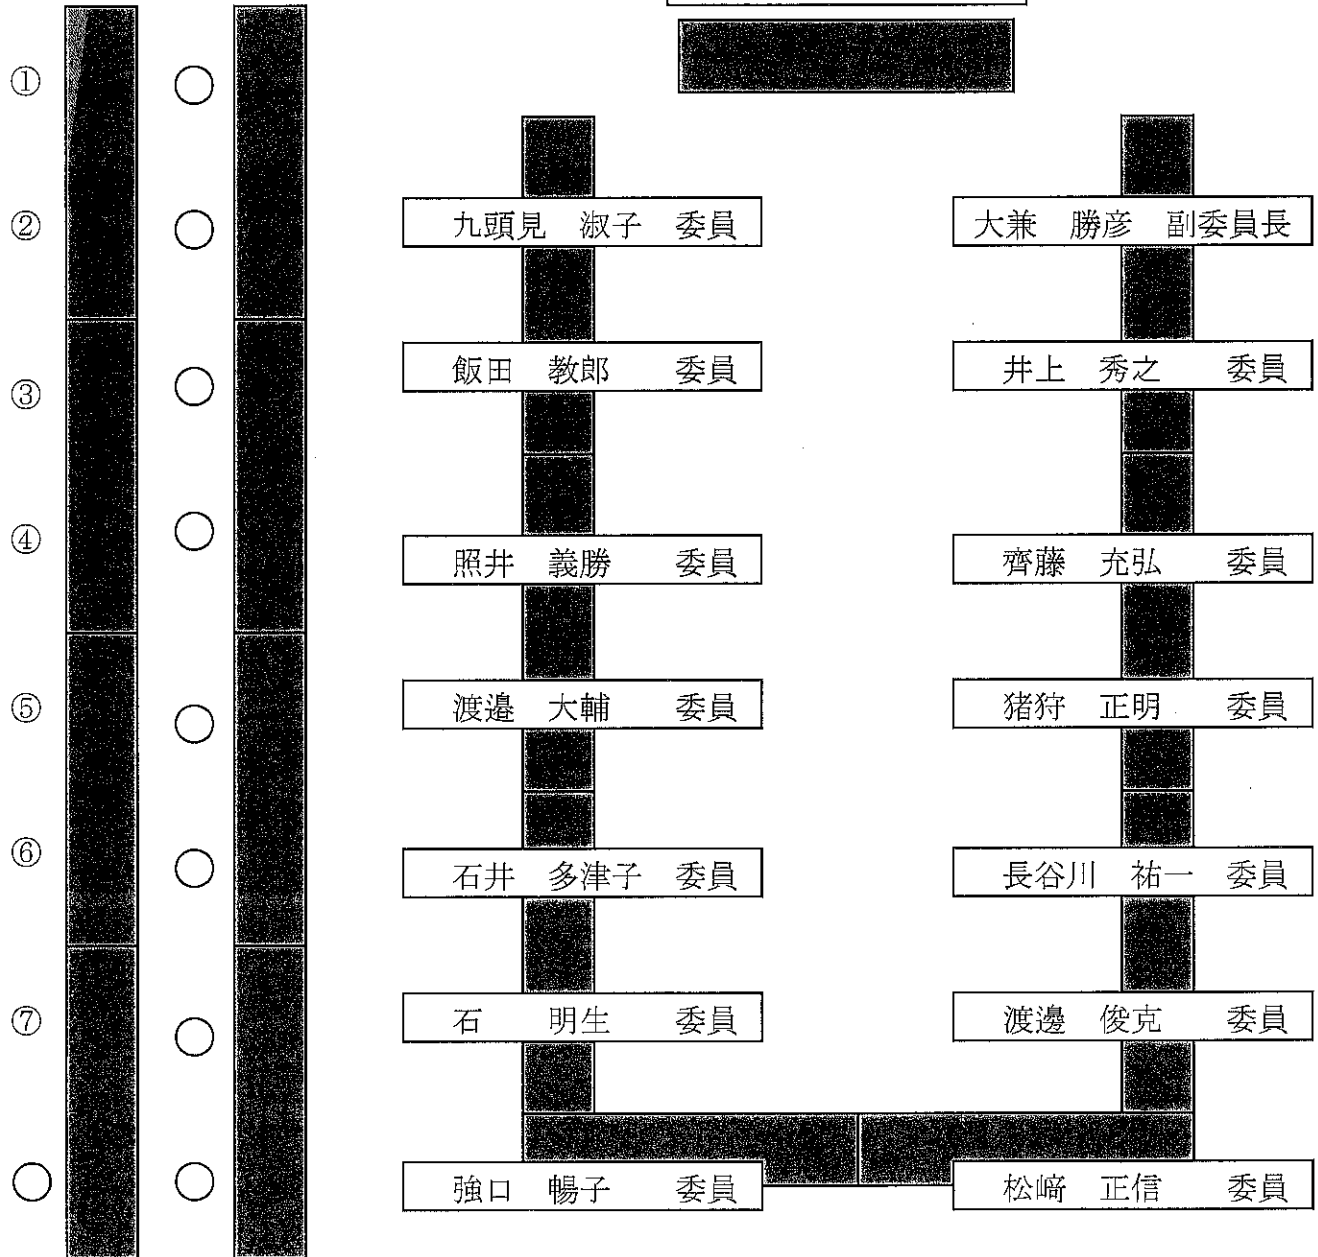 ①
②
③
④
⑤
⑥
⑦
九頭見　淑子　委員
大兼　勝彦　副委員長
飯田　教郎　委員
井上　秀之　委員
照井　義勝　委員
齊藤　充弘　委員
渡邉　大輔　委員
猪狩　正明　委員
石井　多津子　委員
長谷川　祐一　委員
石　明生　委員
渡邊　俊克　委員
強口　暢子　委員
松﨑　正信　委員